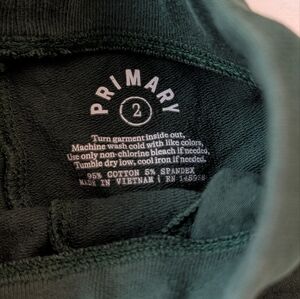 PRIMARY
2
Turn garment inside out,
Machine wash cold with like colors,
Use only non-chlorine bleach if needed,
Tumble dry low, cool iron if needed.
95% COTTON 5% SPANDEX
MADE IN VIETNAM | RN